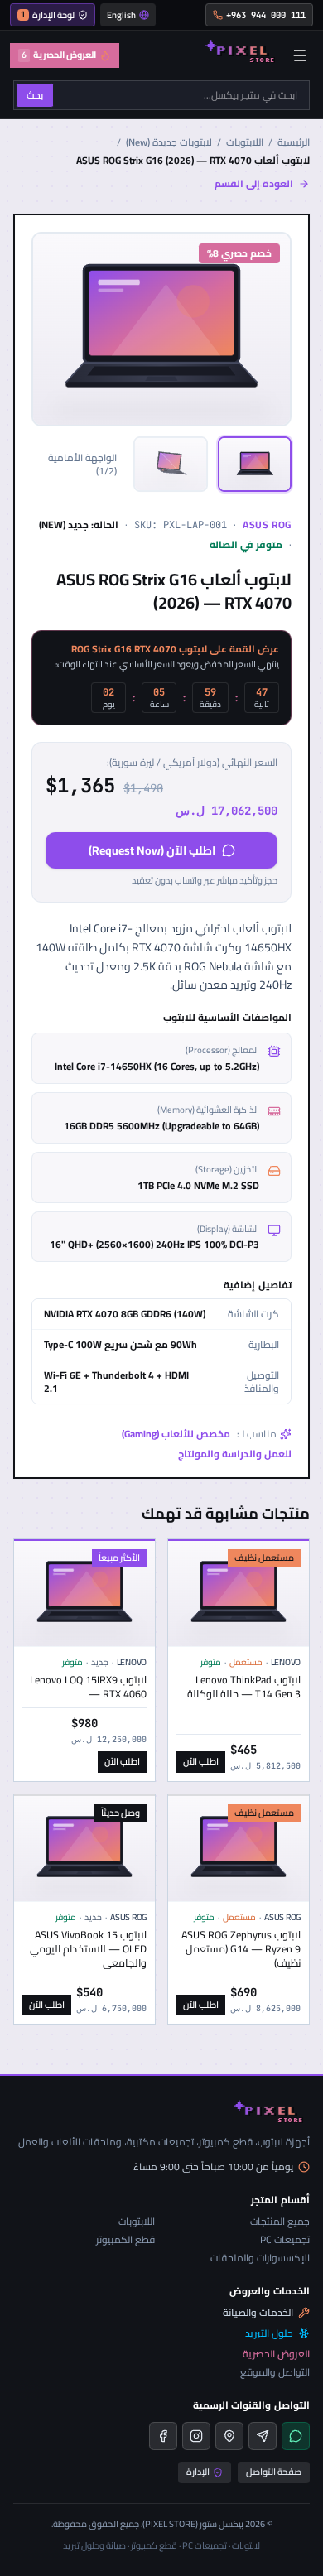 +963 944 000 111
English
لوحة الإدارة
1
PIXEL
STORE
العروض الحصرية
6
ابحث في متجر بيكسل...
بحث
الرئيسية / اللابتوبات / لابتوبات جديدة (New) /
لابتوب ألعاب ASUS ROG Strix G16 (2026) — RTX 4070
العودة إلى القسم
خصم حصري 8%
الواجهة الأمامية
(1/2)
ASUS ROG · SKU: PXL-LAP-001 · الحالة: جديد (NEW)
· متوفر في الصالة
لابتوب ألعاب ASUS ROG Strix G16
(2026) — RTX 4070
عرض القمة على لابتوب ASUS ROG Strix G16 RTX 4070
ينتهي السعر المخفض ويعود للسعر الأساسي عند انتهاء الوقت:
47 : 59 : 05 : 02
ثانية دقيقة ساعة يوم
السعر النهائي (دولار أمريكي / ليرة سورية):
$1,365 $1,490
17,062,500 ل.س
اطلب الآن (Request Now)
حجز وتأكيد مباشر عبر واتساب بدون تعقيد
لابتوب ألعاب احترافي مزود بمعالج Intel Core i7-
14650HX وكرت شاشة RTX 4070 بكامل طاقته 140W
مع شاشة ROG Nebula بدقة 2.5K ومعدل تحديث
240Hz وتبريد معدن سائل.
المواصفات الأساسية للابتوب
المعالج (Processor)
Intel Core i7-14650HX (16 Cores, up to 5.2GHz)
الذاكرة العشوائية (Memory)
16GB DDR5 5600MHz (Upgradeable to 64GB)
التخزين (Storage)
1TB PCIe 4.0 NVMe M.2 SSD
الشاشة (Display)
16" QHD+ (2560×1600) 240Hz IPS 100% DCI-P3
تفاصيل إضافية
كرت الشاشة NVIDIA RTX 4070 8GB GDDR6 (140W)
البطارية 90Wh مع شحن سريع Type-C 100W
التوصيل والمنافذ Wi-Fi 6E + Thunderbolt 4 + HDMI 2.1
مناسب لـ: مخصص للألعاب (Gaming)
للعمل والدراسة والمونتاج
منتجات مشابهة قد تهمك
مستعمل نظيف
LENOVO · مستعمل · متوفر
لابتوب Lenovo ThinkPad
T14 Gen 3 — حالة الوكالة
$465
5,812,500 ل.س
اطلب الآن
الأكثر مبيعاً
LENOVO · جديد · متوفر
لابتوب Lenovo LOQ 15IRX9
— RTX 4060
$980
12,250,000 ل.س
اطلب الآن
مستعمل نظيف
ASUS ROG · مستعمل · متوفر
لابتوب ASUS ROG Zephyrus
G14 — Ryzen 9 (مستعمل
نظيف)
$690
8,625,000 ل.س
اطلب الآن
وصل حديثاً
ASUS ROG · جديد · متوفر
لابتوب ASUS VivoBook 15
OLED — للاستخدام اليومي
والجامعي
$540
6,750,000 ل.س
اطلب الآن
PIXEL
STORE
أجهزة لابتوب، قطع كمبيوتر، تجميعات مكتبية، وملحقات الألعاب والعمل
يومياً من 10:00 صباحاً حتى 9:00 مساءً
أقسام المتجر
جميع المنتجات
اللابتوبات
تجميعات PC
قطع الكمبيوتر
الإكسسوارات والملحقات
الخدمات والعروض
الخدمات والصيانة
حلول التبريد
العروض الحصرية
التواصل والموقع
التواصل والقنوات الرسمية
صفحة التواصل
الإدارة
© 2026 بيكسل ستور (PIXEL STORE). جميع الحقوق محفوظة.
لابتوبات · تجميعات PC · قطع كمبيوتر · صيانة وحلول تبريد